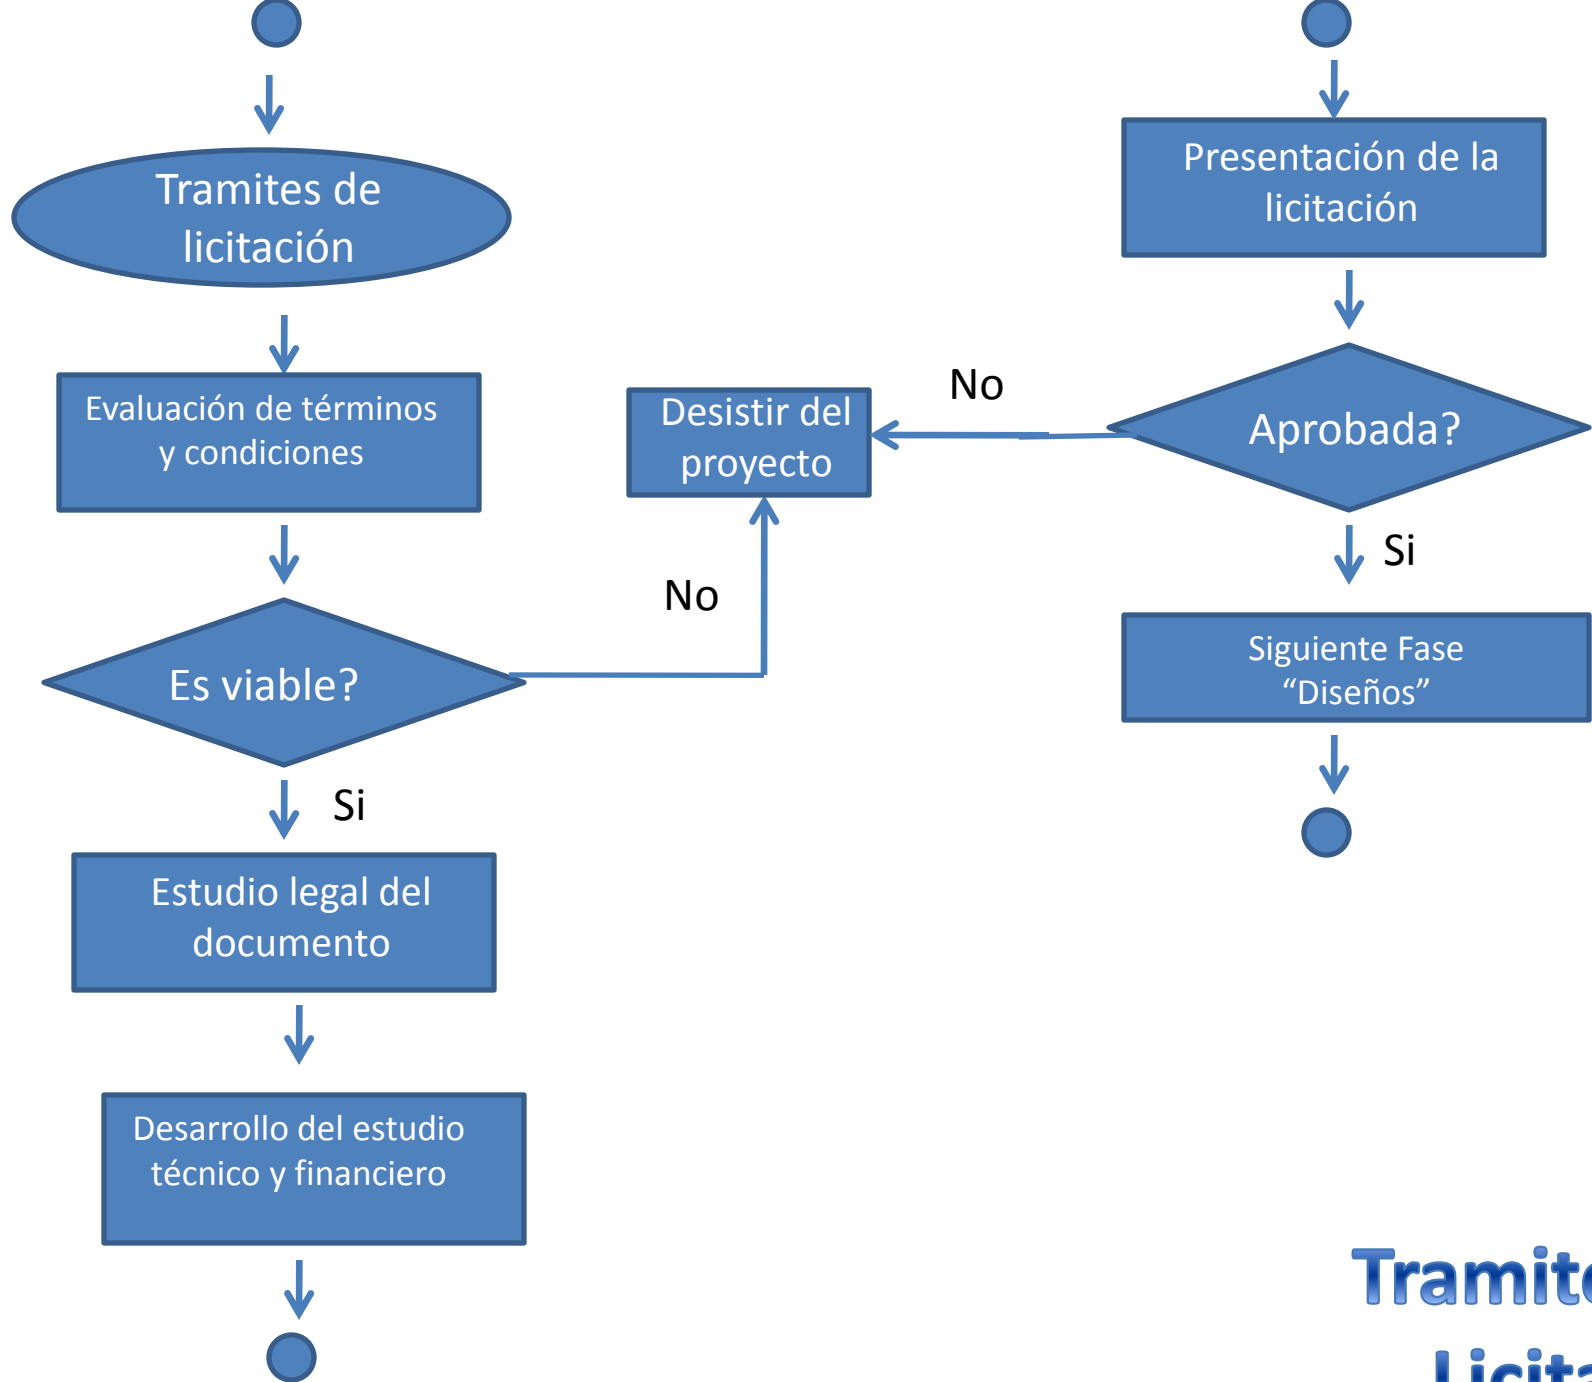 Tramites de
licitación
Evaluación de términos
y condiciones
Es viable?
No
Si
Estudio legal del
documento
Desarrollo del estudio
técnico y financiero
Desistir del
proyecto
Presentación de la
licitación
Aprobada?
No
Si
Siguiente Fase
“Diseños”